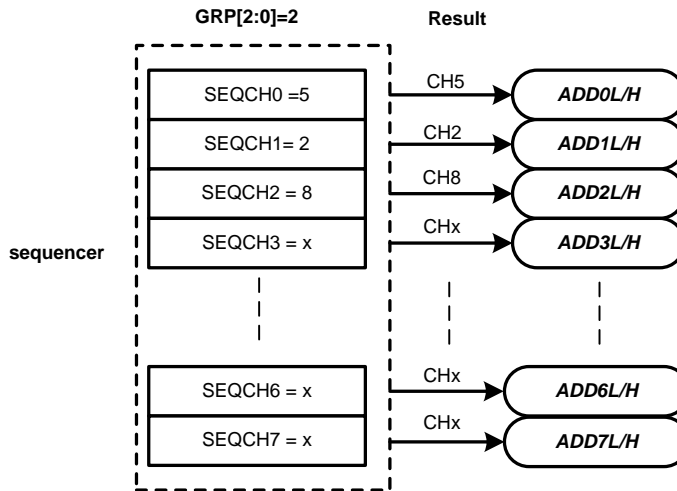 GRP[2:0]=2 Result
SEQCH0 =5 CH5 ADD0L/H
SEQCH1= 2 CH2 ADD1L/H
SEQCH2 = 8 CH8 ADD2L/H
SEQCH3 = x CHx ADD3L/H
sequencer
SEQCH6 = x CHx ADD6L/H
SEQCH7 = x CHx ADD7L/H